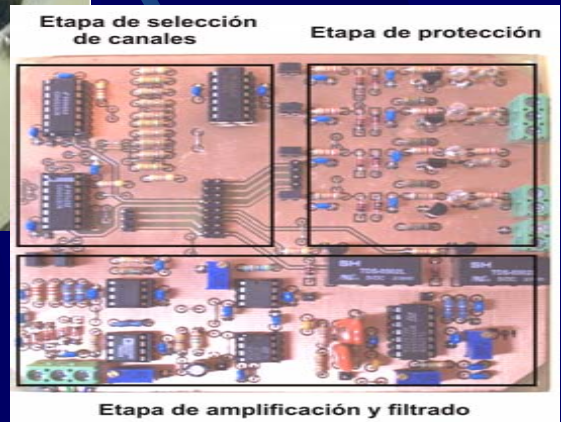 Etapa de selección
de canales
Etapa de protección
Etapa de amplificación y filtrado